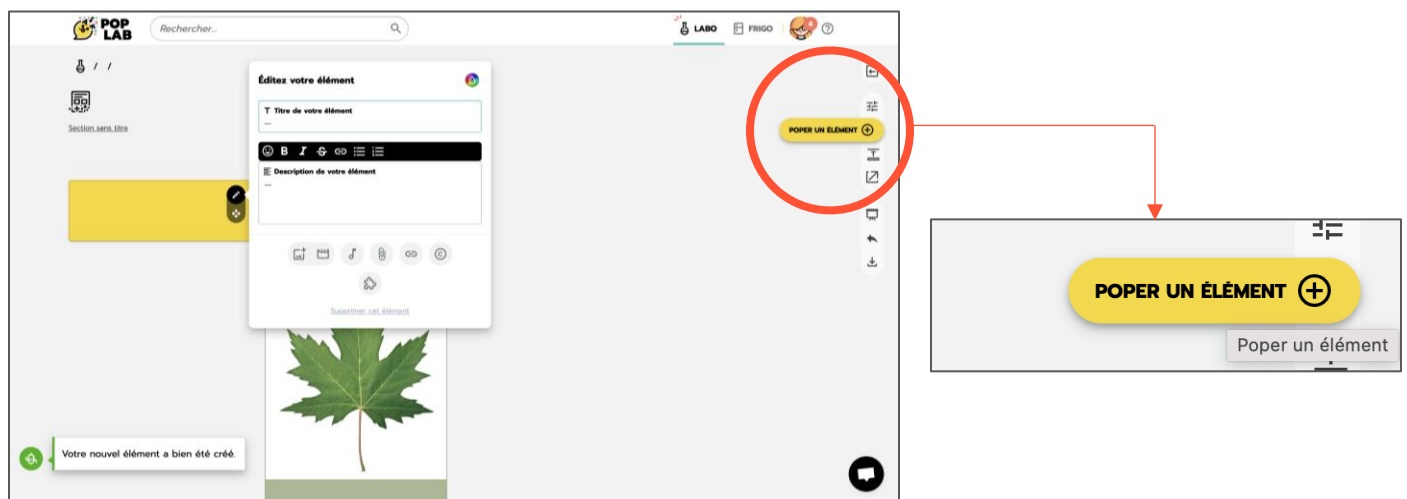 POP
LAB
Rechercher...
LABO
FRIGO
/ /
Section sans titre
Éditez votre élément
T Titre de votre élément
B I S
Description de votre élément
Supprimer cet élément
POPER UN ÉLÉMENT
Votre nouvel élément a bien été créé.
POPER UN ÉLÉMENT
Poper un élément